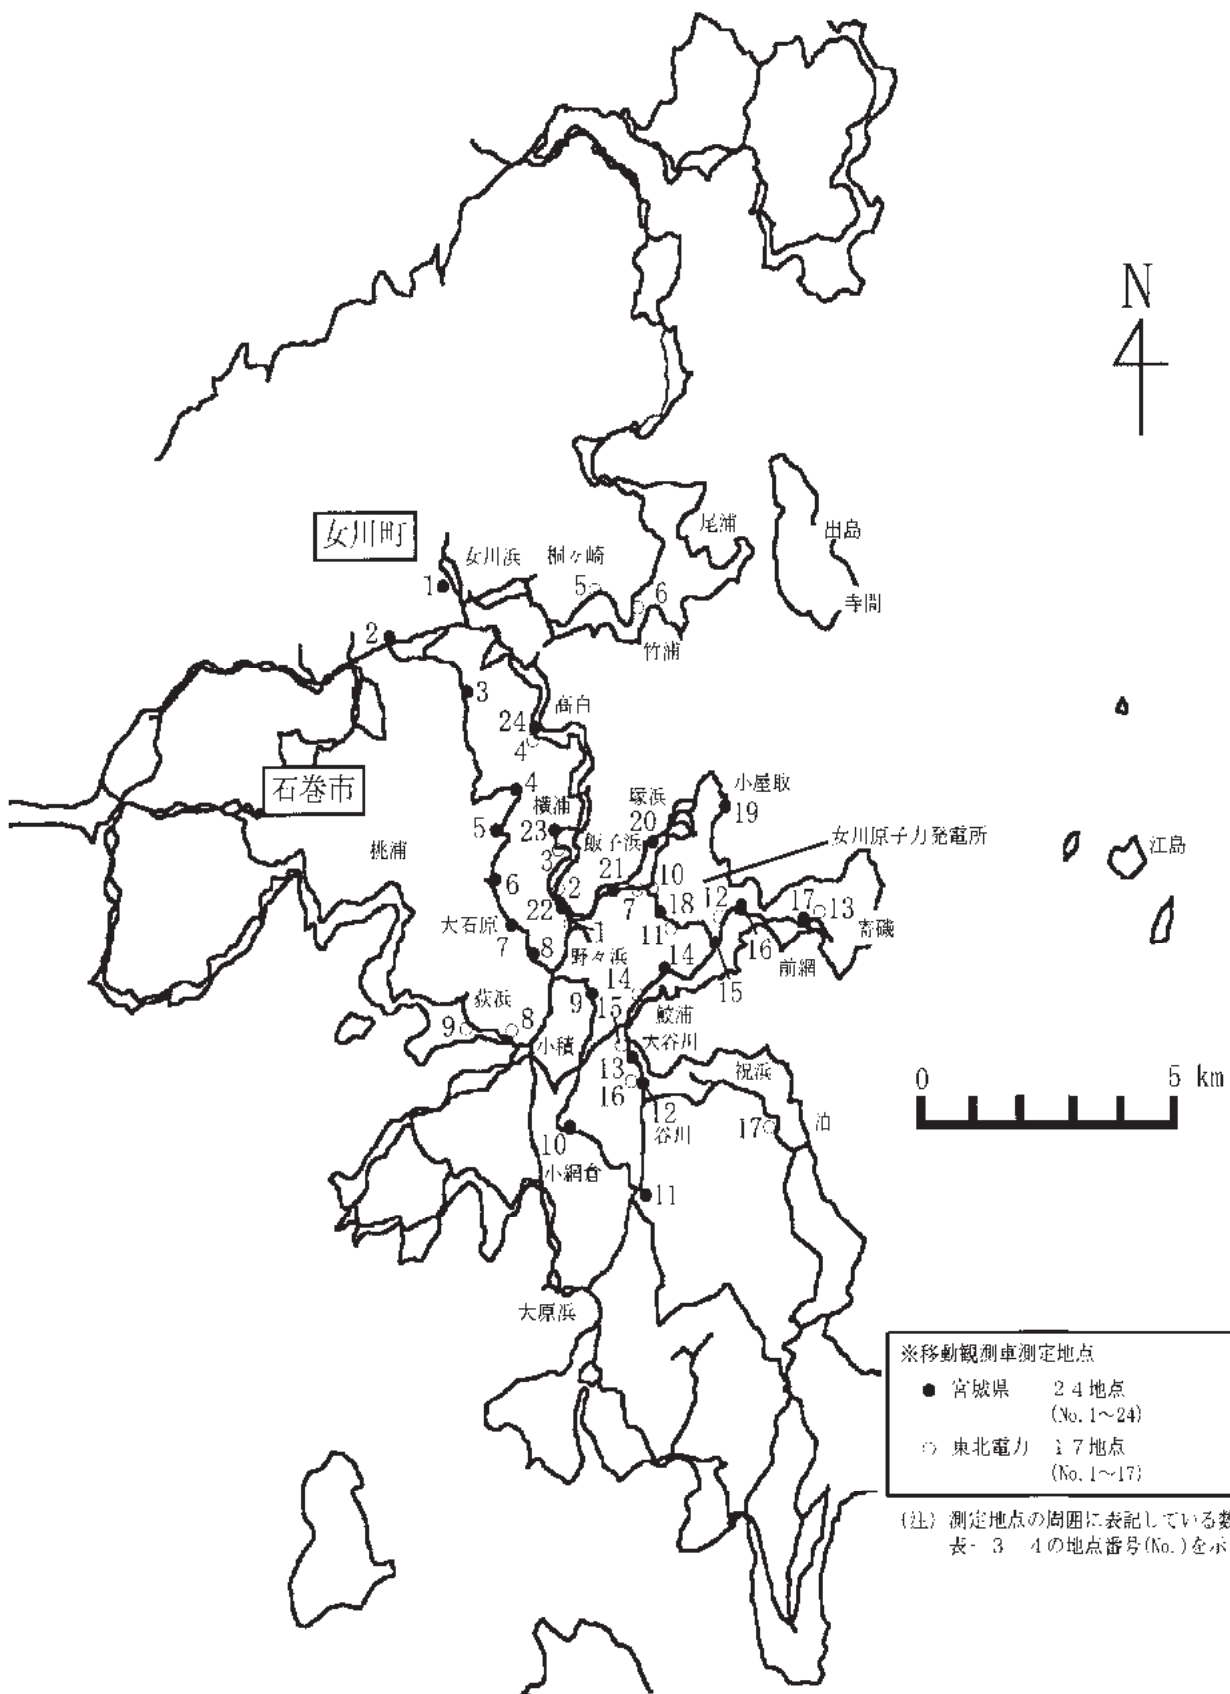 N
尾浦
出島
女川町
女川浜
桐ヶ崎
1
5
6
寺間
2
竹浦
3
高白
24
4
石巻市
4
小屋取
塚浜
19
横浦
20
5
23
飯子浜
女川原子力発電所
桃浦
3
江島
21
10
6
2
7
18
12
17
13
22
11
16
寄磯
大石原
1
7
8
野々浜
14
前網
14
15
9
15
荻浜
鮫浦
9
8
小積
大谷川
13
祝浜
0
5 km
16
12
17
泊
谷川
10
小網倉
11
大原浜
※移動観測車測定地点
● 宮城県 24地点
(No.1〜24)
○ 東北電力 17地点
(No.1〜17)
(注) 測定地点の周囲に表記している数
表-3-4の地点番号(No.)を示